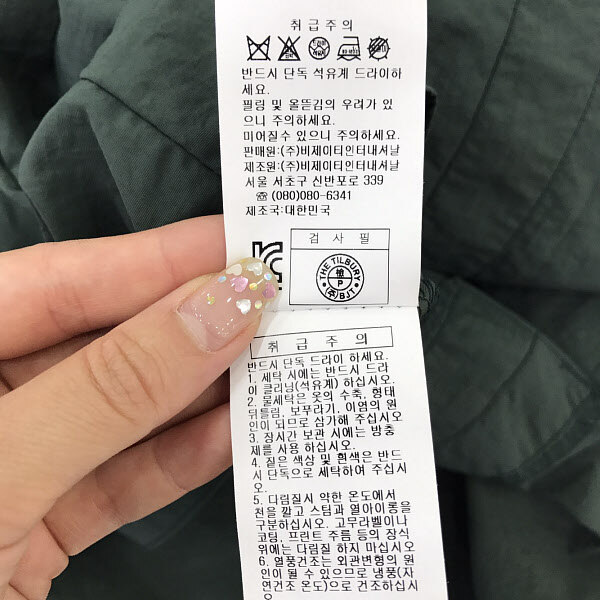 취급주의
반드시 단독 석유계 드라이하
세요.
필링 및 올뜯김의 우려가 있
으니 주의하세요.
미어질수 있으니 주의하세요.
판매원:(주)비제이티인터내셔날
제조원:(주)비제이티인터내셔날
서울 서초구 신반포로 339
☎ (080)080-6341
제조국:대한민국
검 사 필
THE TILBURY
檢
P
(주)BJT
취 급 주 의
반드시 단독 드라이 하세요.
1. 세탁 시에는 반드시 드라
이 클리닝(석유계) 하십시오.
2. 물세탁은 옷의 수축, 형태
뒤틀림, 보푸라기, 이염의 원
인이 되므로 삼가해 주십시오
3. 장시간 보관 시에는 방충
제를 사용 하십시오.
4. 짙은 색상 및 흰색은 반드
시 단독으로 세탁하여 주십시
오.
5. 다림질시 약한 온도에서
천을 깔고 스팀과 열아이롱을
구분하십시오. 고무라벨이나
코팅, 프린트 주름 등의 장식
위에는 다림질 하지 마십시오
6. 열풍건조는 외관변형의 원
인이 될 수 있으므로 냉풍(자
연건조 온도)으로 건조하십시
오.